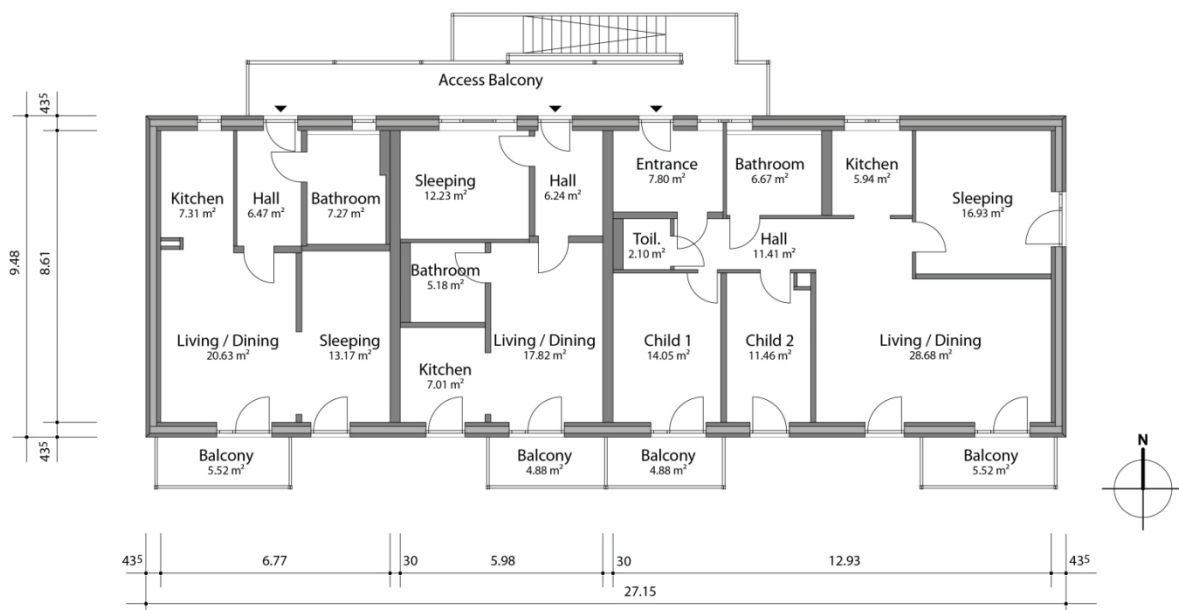 Access Balcony
43⁵
9.48
8.61
43⁵
Kitchen
7.31 m²
Hall
6.47 m²
Bathroom
7.27 m²
Sleeping
12.23 m²
Hall
6.24 m²
Entrance
7.80 m²
Bathroom
6.67 m²
Kitchen
5.94 m²
Sleeping
16.93 m²
Toil.
2.10 m²
Hall
11.41 m²
Bathroom
5.18 m²
Living / Dining
20.63 m²
Sleeping
13.17 m²
Kitchen
7.01 m²
Living / Dining
17.82 m²
Child 1
14.05 m²
Child 2
11.46 m²
Living / Dining
28.68 m²
Balcony
5.52 m²
Balcony
4.88 m²
Balcony
4.88 m²
Balcony
5.52 m²
N
43⁵ 6.77 30 5.98 30 12.93 43⁵
27.15